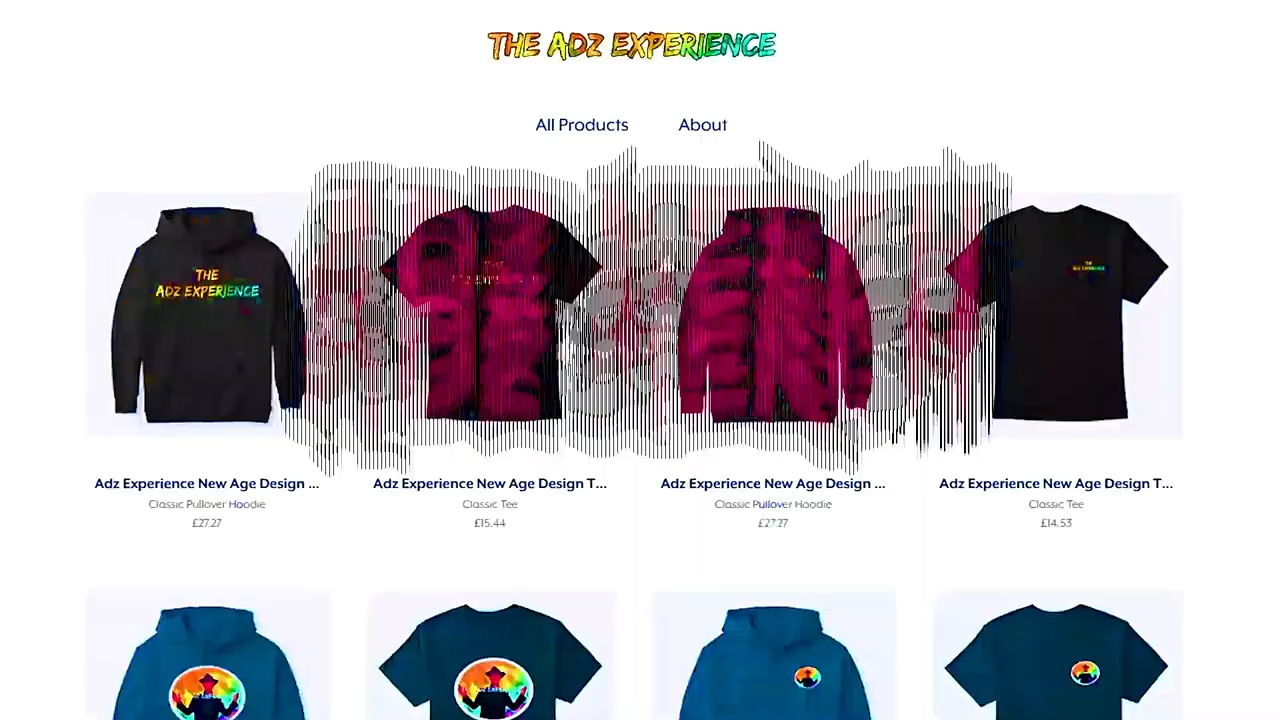 THE ADZ EXPERIENCE
All Products
About
THE
ADZ EXPERIENCE
Adz Experience New Age Design ...
Classic Pullover Hoodie
£27.27
Adz Experience New Age Design T...
Classic Tee
£15.44
Adz Experience New Age Design ...
Classic Pullover Hoodie
£27.27
Adz Experience New Age Design T...
Classic Tee
£14.53